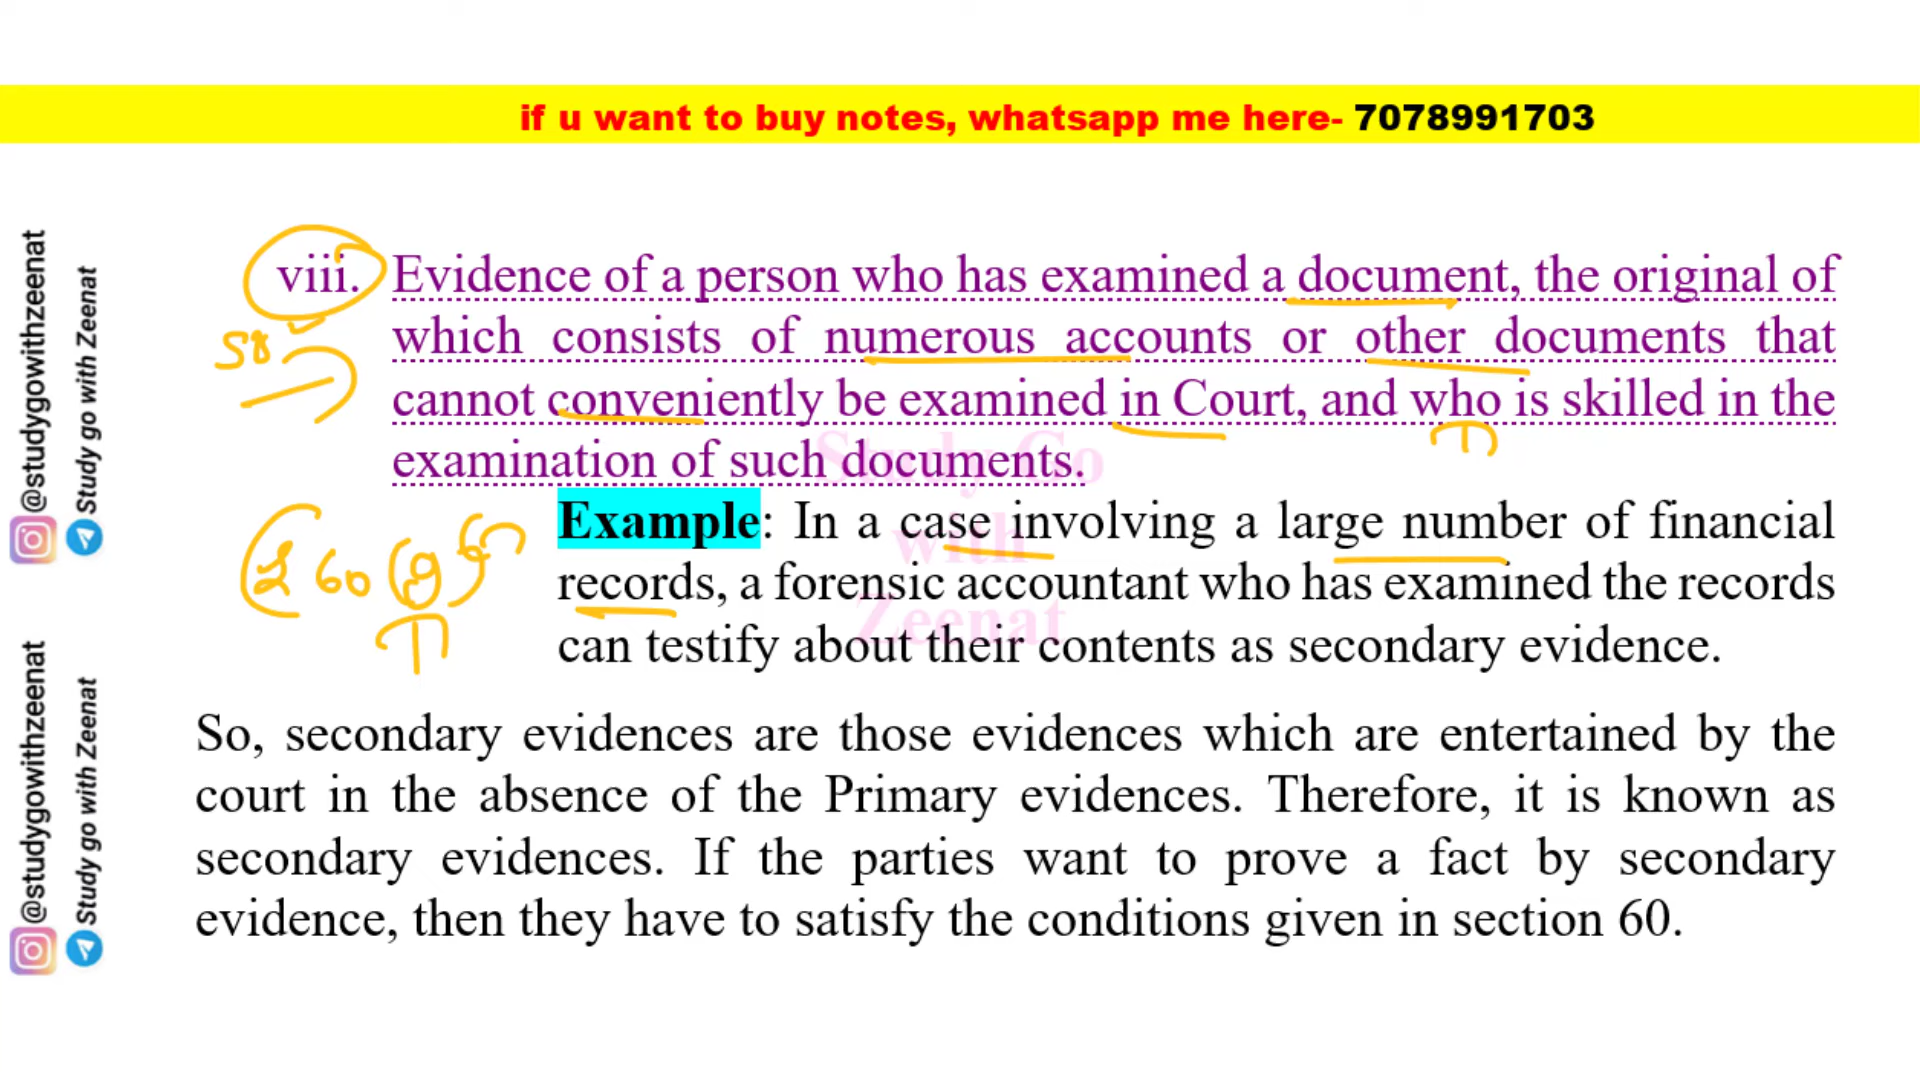 if u want to buy notes, whatsapp me here- 7078991703
@studygowithzeenat
Study go with Zeenat
viii. Evidence of a person who has examined a document, the original of
which consists of numerous accounts or other documents that
cannot conveniently be examined in Court, and who is skilled in the
examination of such documents.
58
Study Go
with
Zeenat
Example: In a case involving a large number of financial
records, a forensic accountant who has examined the records
can testify about their contents as secondary evidence.
60
@studygowithzeenat
Study go with Zeenat
So, secondary evidences are those evidences which are entertained by the
court in the absence of the Primary evidences. Therefore, it is known as
secondary evidences. If the parties want to prove a fact by secondary
evidence, then they have to satisfy the conditions given in section 60.